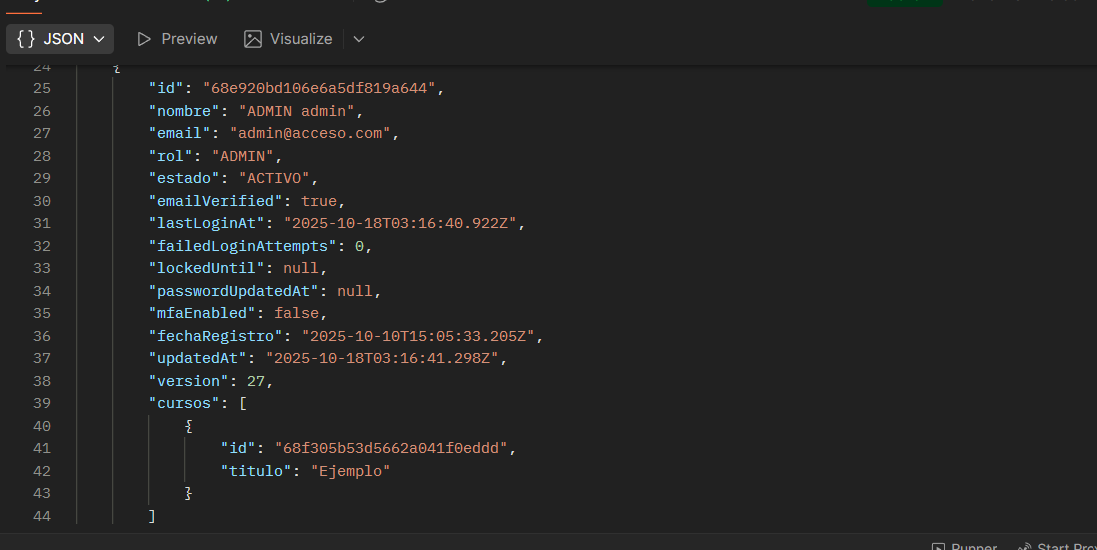 {} JSON Preview Visualize
24 {
25 "id": "68e920bd106e6a5df819a644",
26 "nombre": "ADMIN admin",
27 "email": "admin@acceso.com",
28 "rol": "ADMIN",
29 "estado": "ACTIVO",
30 "emailVerified": true,
31 "lastLoginAt": "2025-10-18T03:16:40.922Z",
32 "failedLoginAttempts": 0,
33 "lockedUntil": null,
34 "passwordUpdatedAt": null,
35 "mfaEnabled": false,
36 "fechaRegistro": "2025-10-10T15:05:33.205Z",
37 "updatedAt": "2025-10-18T03:16:41.298Z",
38 "version": 27,
39 "cursos": [
40 {
41 "id": "68f305b53d5662a041f0eddd",
42 "titulo": "Ejemplo"
43 }
44 ]
Runner Start